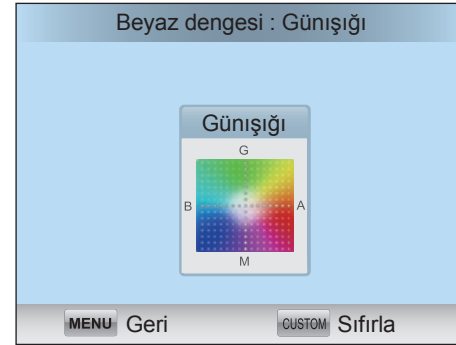 Beyaz dengesi : Günışığı
Günışığı
G
B A
M
MENU Geri CUSTOM Sıfırla